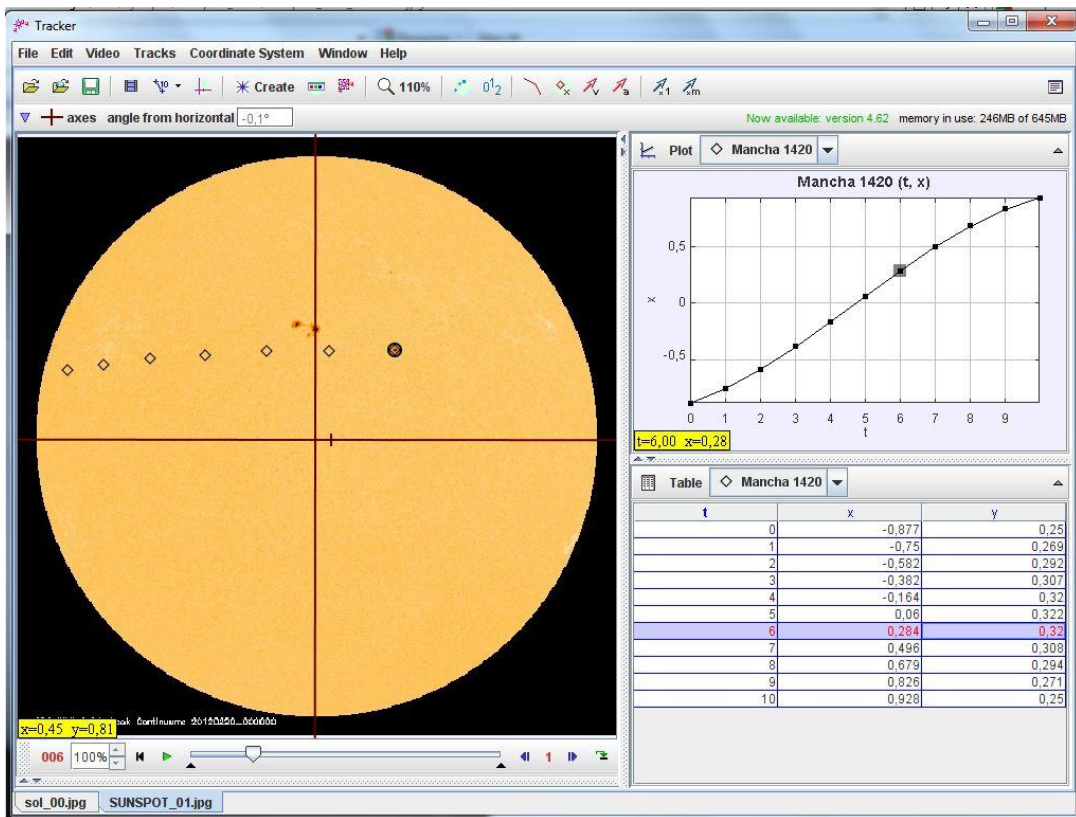 Tracker
File Edit Video Tracks Coordinate System Window Help
Create 110%
axes angle from horizontal -0,1° Now available: version 4.62 memory in use: 246MB of 645MB
Plot Mancha 1420
Mancha 1420 (t, x)
0,5
x 0
-0,5
0 1 2 3 4 5 6 7 8 9
t
t=6,00 x=0,28
Table Mancha 1420
t x y
0 -0,877 0,25
1 -0,75 0,269
2 -0,582 0,292
3 -0,382 0,307
4 -0,164 0,32
5 0,06 0,322
6 0,284 0,32
7 0,496 0,308
8 0,679 0,294
9 0,826 0,271
10 0,928 0,25
Continuum: 20120220_000000
x=0,45 y=0,81
006 100% 1
sol_00.jpg SUNSPOT_01.jpg